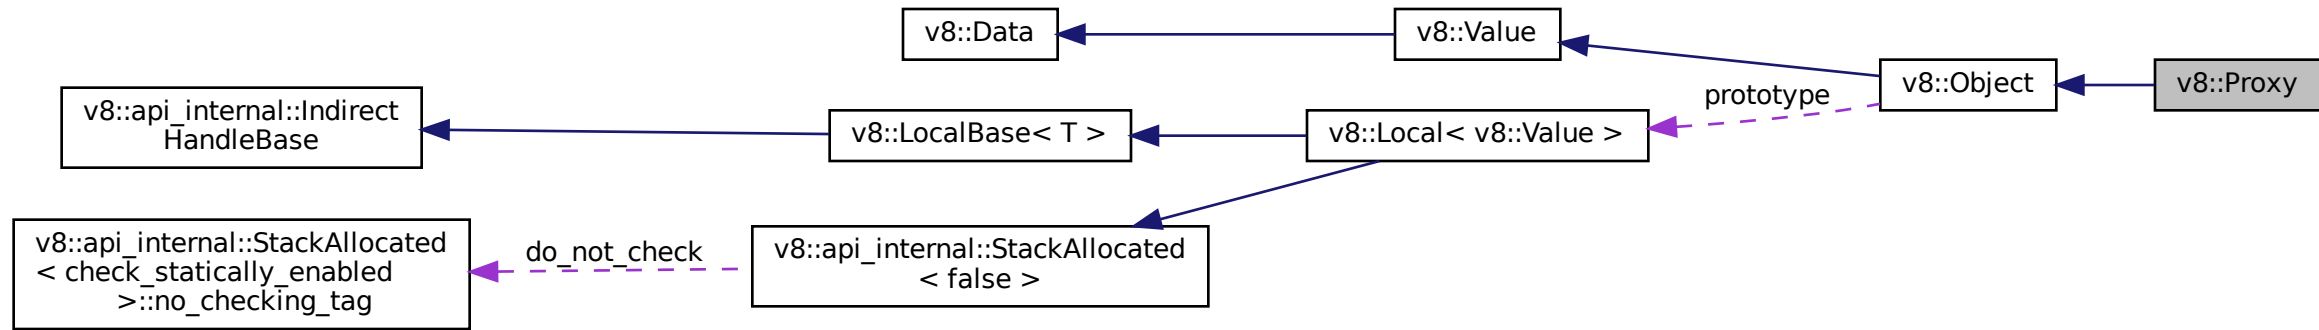 v8::Data
v8::Value
v8::Object
v8::Proxy
prototype
v8::api_internal::Indirect
HandleBase
v8::LocalBase< T >
v8::Local< v8::Value >
v8::api_internal::StackAllocated
< check_statically_enabled
>::no_checking_tag
do_not_check
v8::api_internal::StackAllocated
< false >